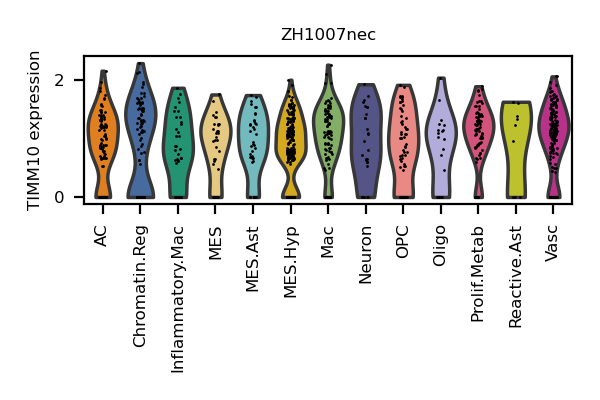 ZH1007nec
TIMM10 expression
2
0
AC
Chromatin.Reg
Inflammatory.Mac
MES
MES.Ast
MES.Hyp
Mac
Neuron
OPC
Oligo
Prolif.Metab
Reactive.Ast
Vasc